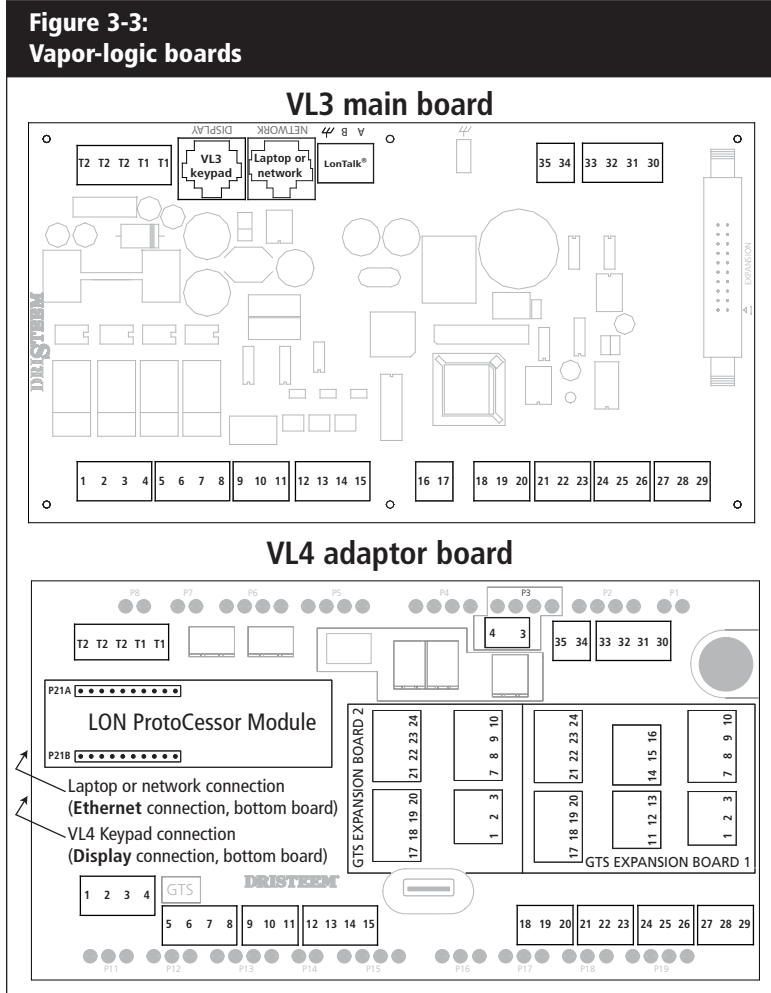 Figure 3-3:
Vapor-logic boards
VL3 main board
DISPLAY NETWORK B A
T2 T2 T2 T1 T1
VL3 keypad
Laptop or network
LonTalk®
35 34 33 32 31 30
EXPANSION
1
DRISTEEM
1 2 3 4 5 6 7 8 9 10 11 12 13 14 15 16 17 18 19 20 21 22 23 24 25 26 27 28 29
VL4 adaptor board
P8 P7 P6 P5 P4 P3 P2 P1
T2 T2 T2 T1 T1
4 3
35 34 33 32 31 30
P21A
LON ProtoCessor Module
P21B
Laptop or network connection
(Ethernet connection, bottom board)
VL4 Keypad connection
(Display connection, bottom board)
GTS EXPANSION BOARD 2
21 22 23 24
7 8 9 10
17 18 19 20
1 2 3
21 22 23 24
14 15 16
7 8 9 10
17 18 19 20
11 12 13
1 2 3
GTS EXPANSION BOARD 1
1 2 3 4
GTS
DRISTEEM
5 6 7 8 9 10 11 12 13 14 15
18 19 20 21 22 23 24 25 26 27 28 29
P11 P12 P13 P14 P15 P16 P17 P18 P19